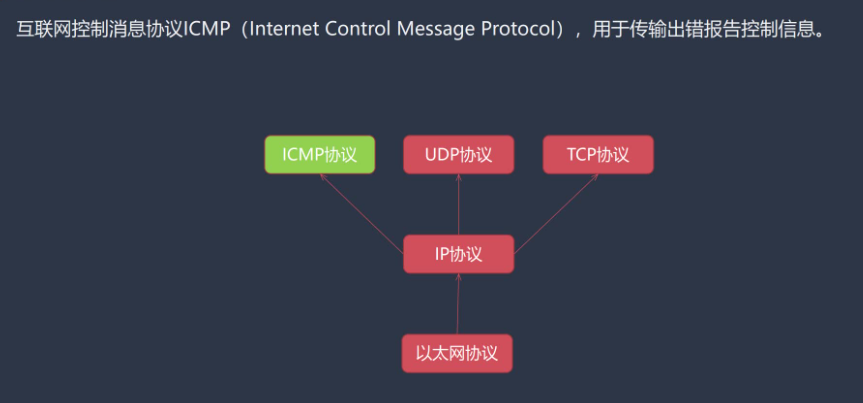 互联网控制消息协议ICMP（Internet Control Message Protocol），用于传输出错报告控制信息。
ICMP协议
UDP协议
TCP协议
IP协议
以太网协议